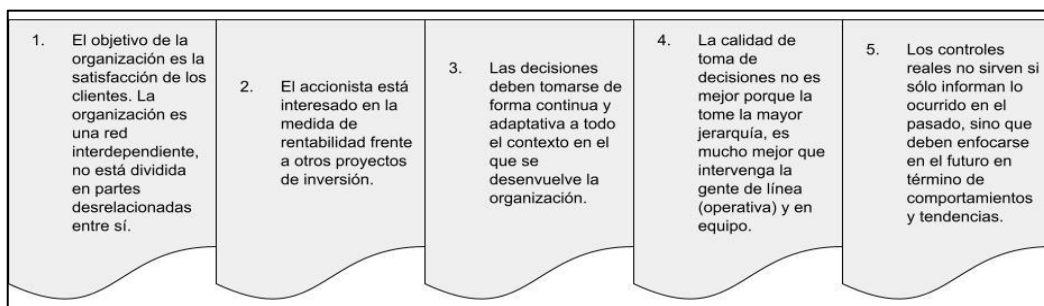 1. El objetivo de la
organización es la
satisfacción de los
clientes. La
organización es
una red
interdependiente,
no está dividida
en partes
desrelacionadas
entre sí.
2. El accionista está
interesado en la
medida de
rentabilidad frente
a otros proyectos
de inversión.
3. Las decisiones
deben tomarse de
forma continua y
adaptativa a todo
el contexto en el
que se
desenvuelve la
organización.
4. La calidad de
toma de
decisiones no es
mejor porque la
tome la mayor
jerarquía, es
mucho mejor que
intervenga la
gente de línea
(operativa) y en
equipo.
5. Los controles
reales no sirven si
sólo informan lo
ocurrido en el
pasado, sino que
deben enfocarse
en el futuro en
término de
comportamientos
y tendencias.